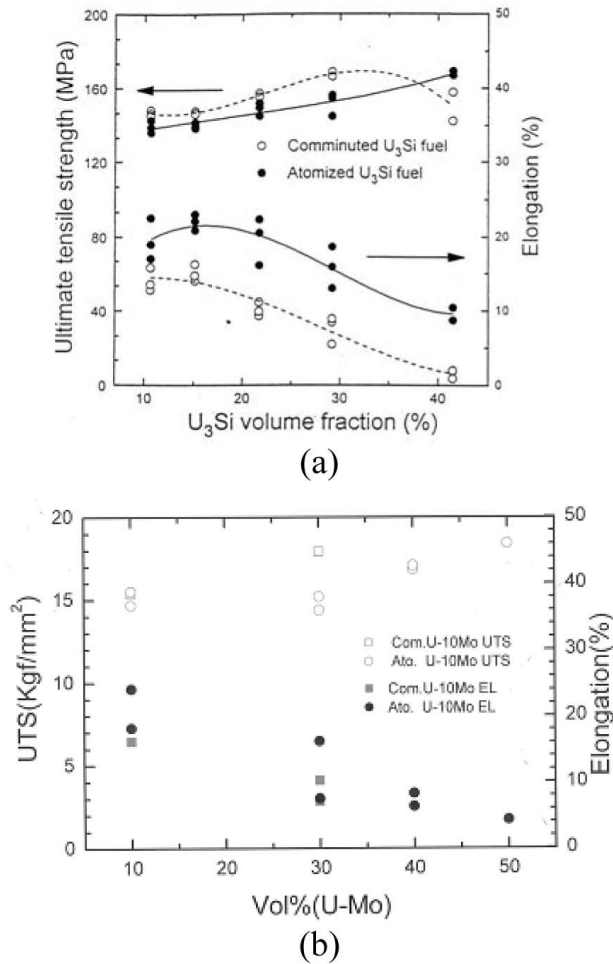 200
160
120
80
40
0
Ultimate tensile strength (MPa)
50
40
30
20
10
0
Elongation (%)
Comminuted U₃Si fuel
Atomized U₃Si fuel
10 20 30 40
U₃Si volume fraction (%)
(a)
20
15
10
5
0
UTS(Kgf/mm²)
50
40
30
20
10
0
Elongation(%)
Com.U-10Mo UTS
Ato. U-10Mo UTS
Com.U-10Mo EL
Ato. U-10Mo EL
10 20 30 40 50
Vol%(U-Mo)
(b)